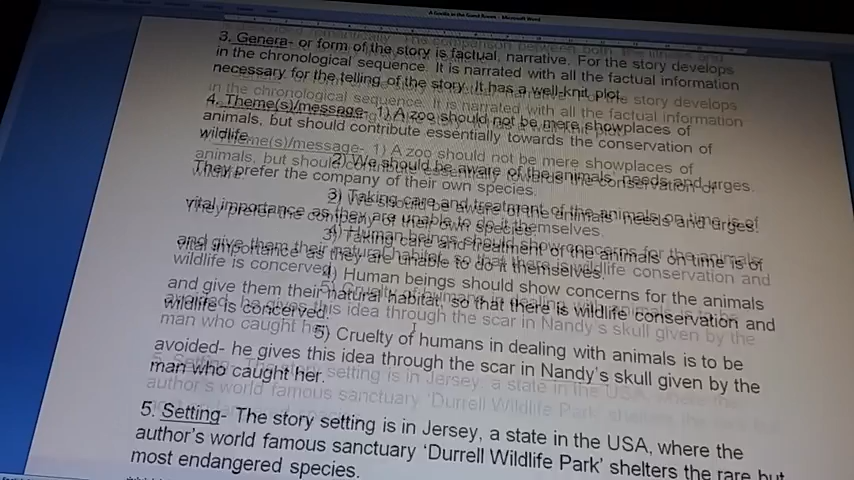 A Gorilla in the Guest Room - Microsoft Word
3. Genera- or form of the story is factual, narrative. For the story develops
in the chronological sequence. It is narrated with all the factual information
necessary for the telling of the story. It has a well-knit plot.
4. Theme(s)/message- 1) A zoo should not be mere showplaces of
animals, but should contribute essentially towards the conservation of
wildlife.
2) We should be aware of the animals' needs and urges.
They prefer the company of their own species.
3) Taking care and treatment of the animals on time is of
vital importance as they are unable to do it themselves.
4) Human beings should show concerns for the animals
and give them their natural habitat, so that there is wildlife conservation and
wildlife is concerved.
5) Cruelty of humans in dealing with animals is to be
avoided- he gives this idea through the scar in Nandy's skull given by the
man who caught her.
5. Setting- The story setting is in Jersey, a state in the USA, where the
author's world famous sanctuary 'Durrell Wildlife Park' shelters the rare but
most endangered species.